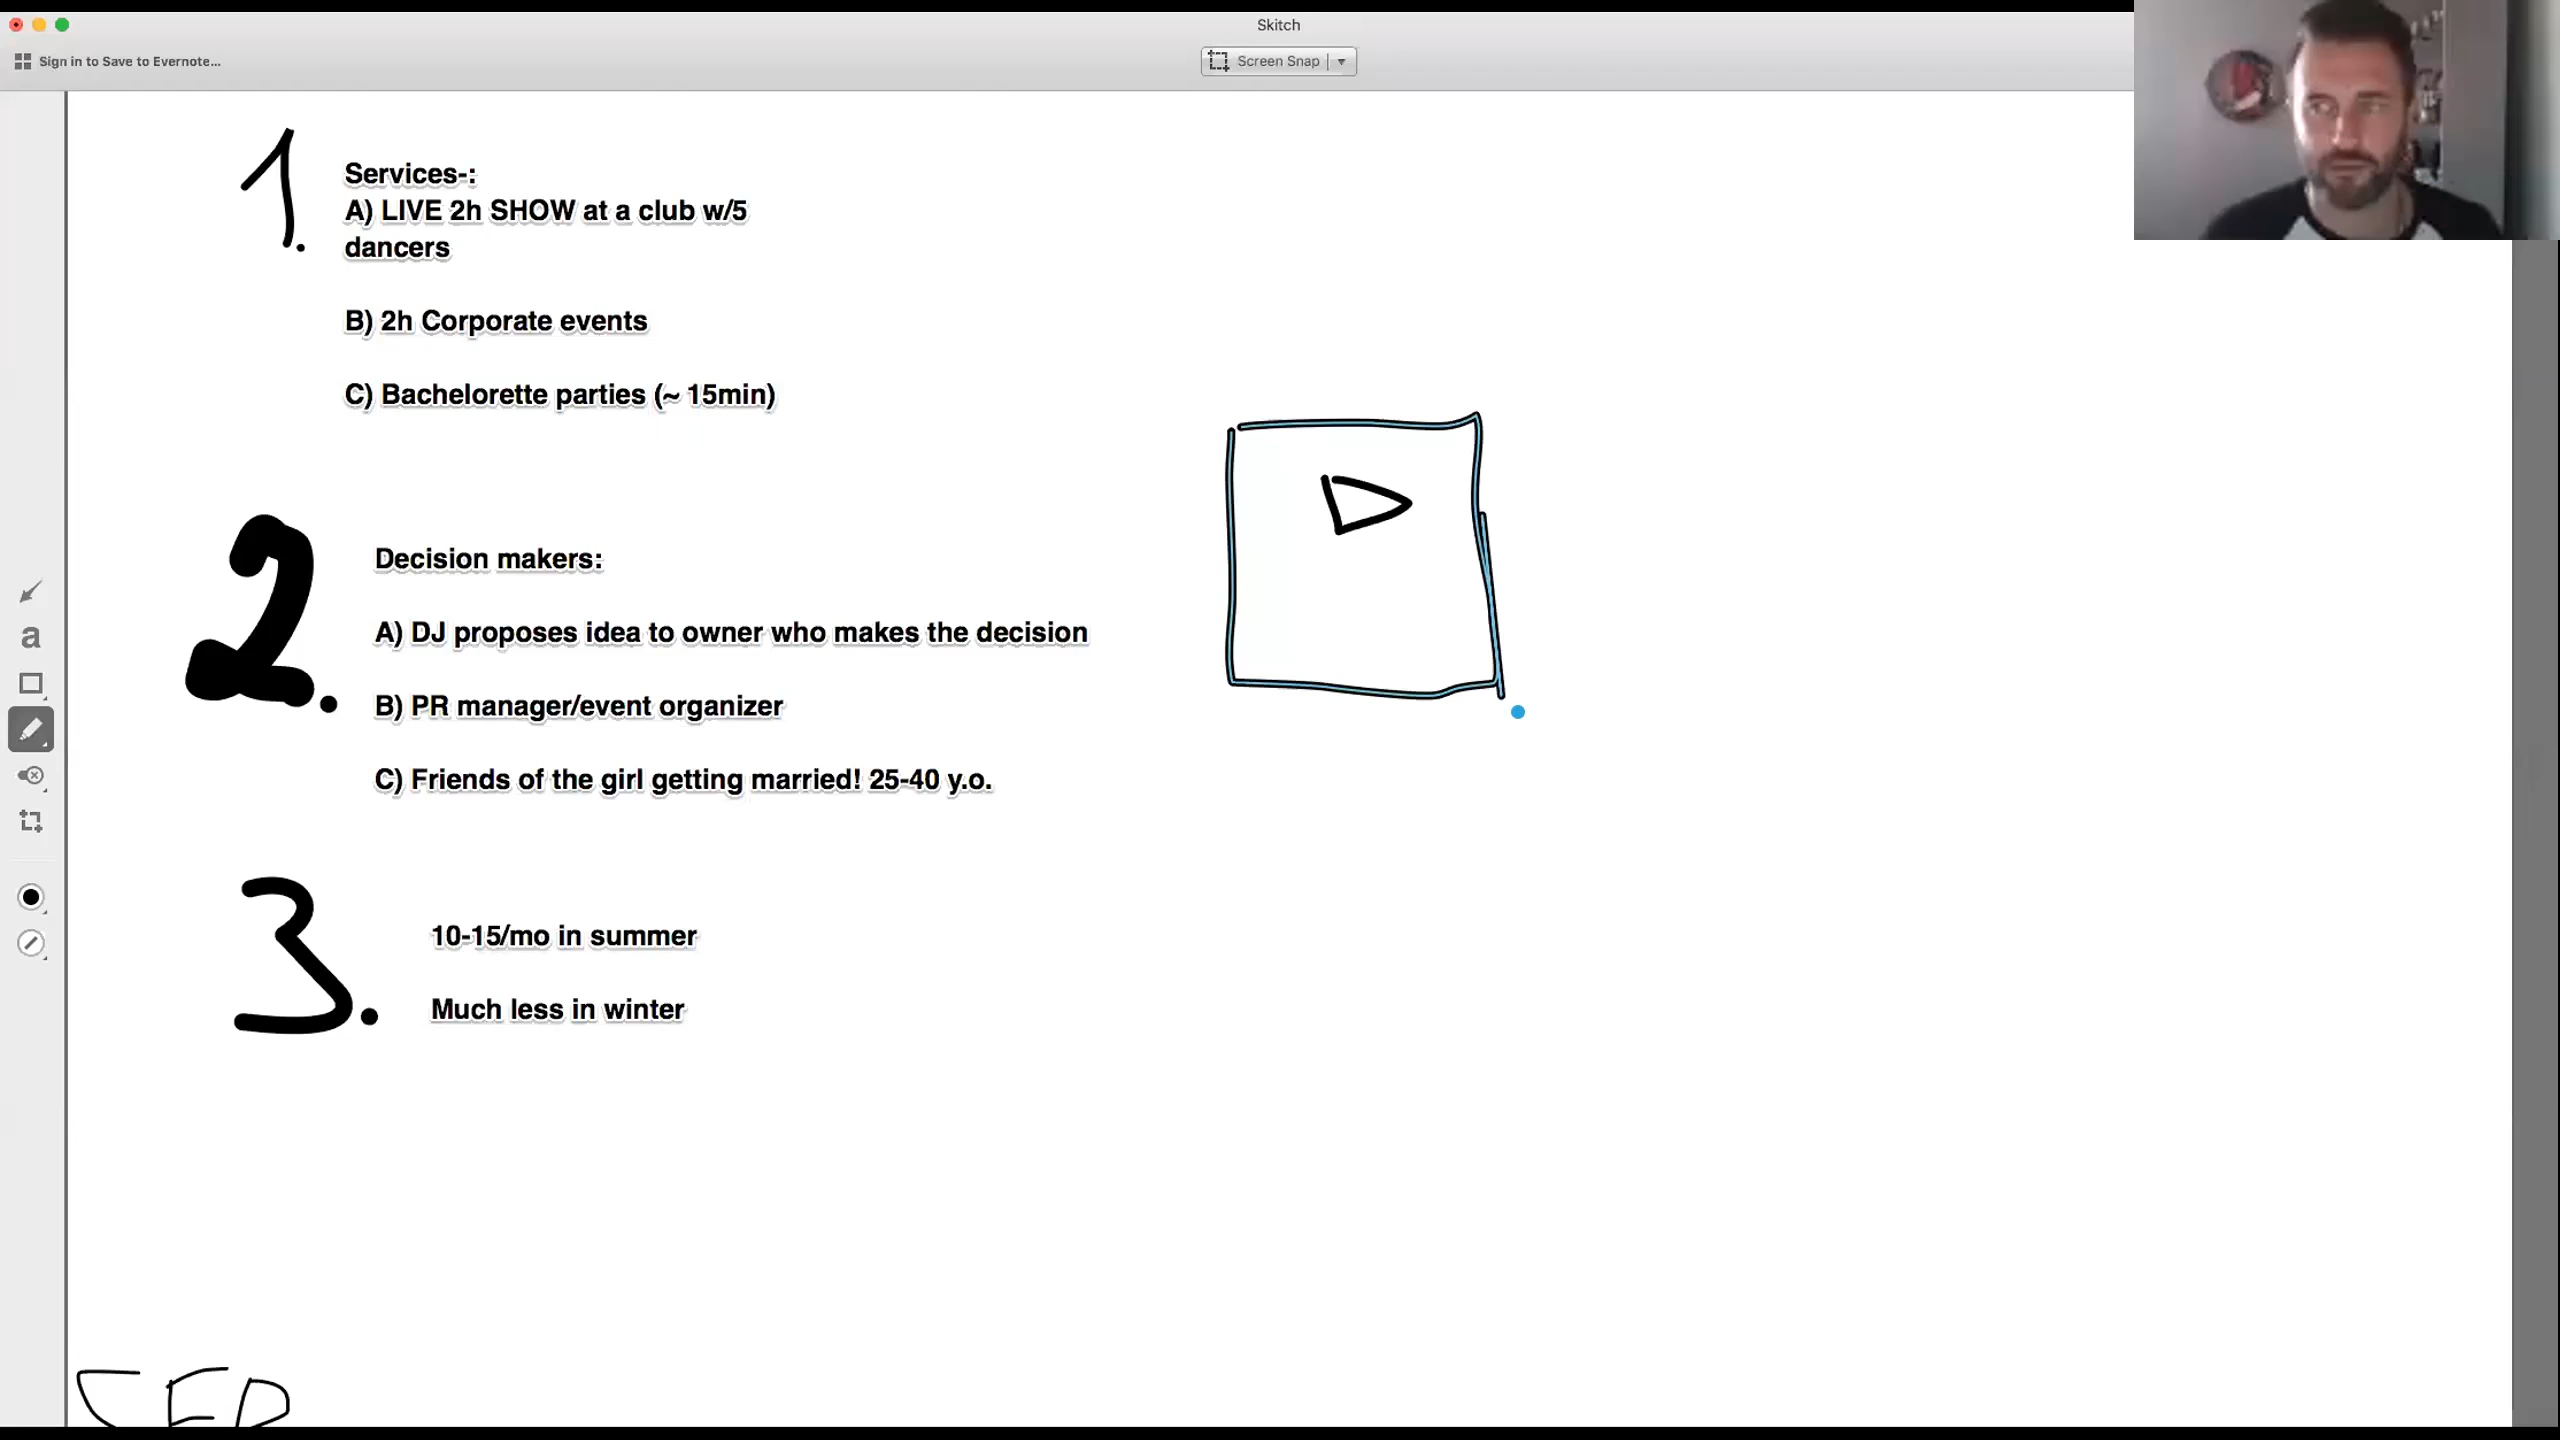 Skitch
Sign in to Save to Evernote...
Screen Snap
1.
Services-:
A) LIVE 2h SHOW at a club w/5
dancers
B) 2h Corporate events
C) Bachelorette parties (~ 15min)
2.
Decision makers:
A) DJ proposes idea to owner who makes the decision
B) PR manager/event organizer
C) Friends of the girl getting married! 25-40 y.o.
a
3.
10-15/mo in summer
Much less in winter